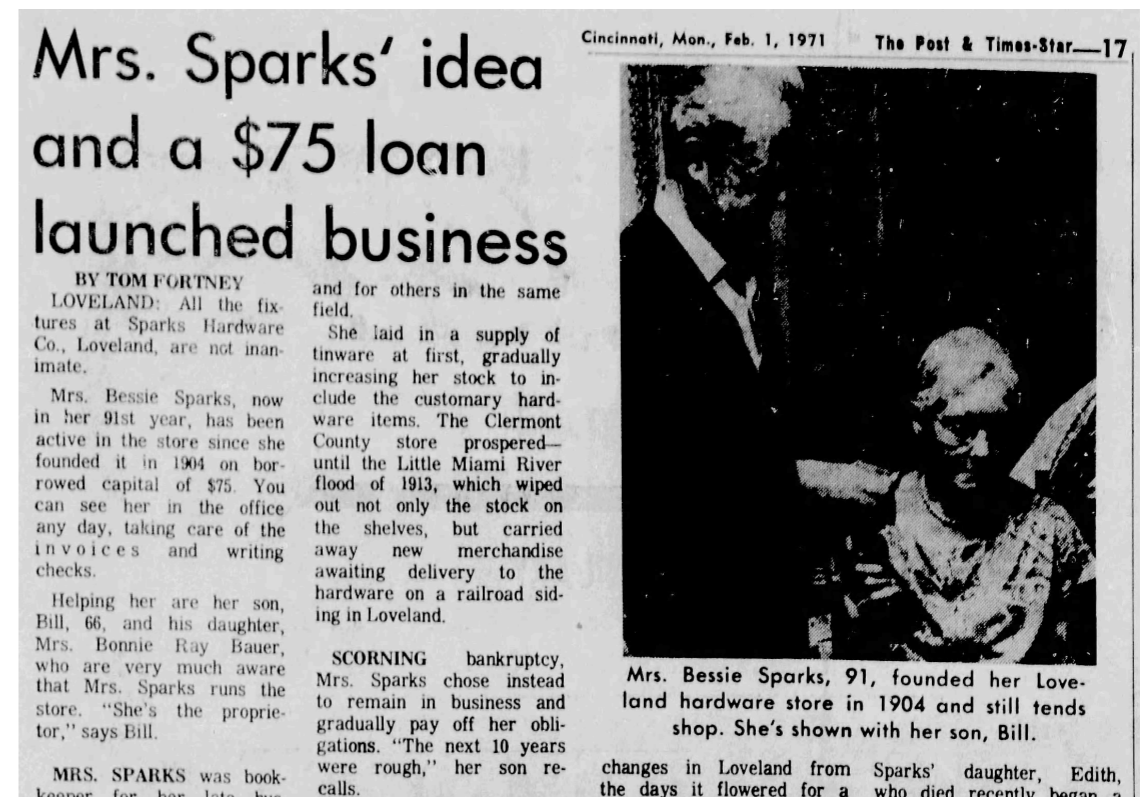 Mrs. Sparks' idea
and a $75 loan
launched business
Cincinnati, Mon., Feb. 1, 1971 The Post & Times-Star—17
BY TOM FORTNEY
LOVELAND: All the fix-
tures at Sparks Hardware
Co., Loveland, are not inan-
imate.
Mrs. Bessie Sparks, now
in her 91st year, has been
active in the store since she
founded it in 1904 on bor-
rowed capital of $75. You
can see her in the office
any day, taking care of the
invoices and writing
checks.
Helping her are her son,
Bill, 66, and his daughter,
Mrs. Bonnie Ray Bauer,
who are very much aware
that Mrs. Sparks runs the
store. "She's the proprie-
tor," says Bill.
MRS. SPARKS was book-
keeper for her late hus-
and for others in the same
field.
She laid in a supply of
tinware at first, gradually
increasing her stock to in-
clude the customary hard-
ware items. The Clermont
County store prospered—
until the Little Miami River
flood of 1913, which wiped
out not only the stock on
the shelves, but carried
away new merchandise
awaiting delivery to the
hardware on a railroad sid-
ing in Loveland.
SCORNING bankruptcy,
Mrs. Sparks chose instead
to remain in business and
gradually pay off her obli-
gations. "The next 10 years
were rough," her son re-
calls.
Mrs. Bessie Sparks, 91, founded her Love-
land hardware store in 1904 and still tends
shop. She's shown with her son, Bill.
changes in Loveland from
the days it flowered for a
Sparks' daughter, Edith,
who died recently began a